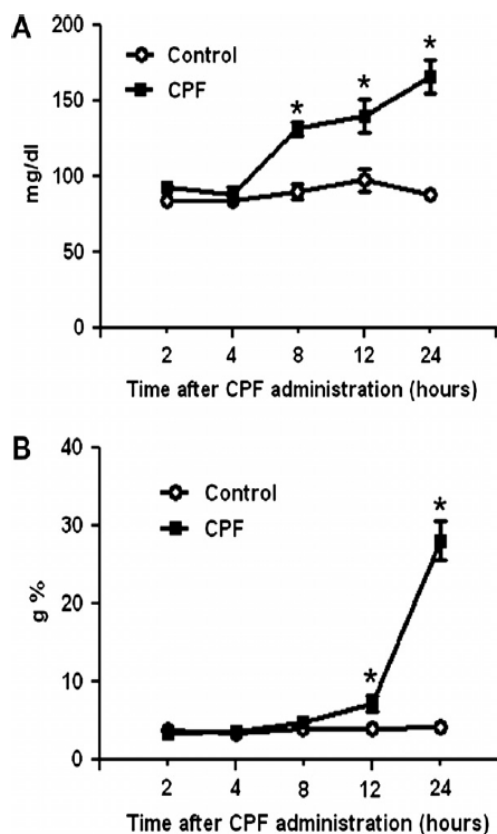 A
200
Control
CPF
*
*
*
150
mg/dl
100
50
0
2 4 8 12 24
Time after CPF administration (hours)
B
40
Control
CPF
*
30
g %
20
10
*
0
2 4 8 12 24
Time after CPF administration (hours)